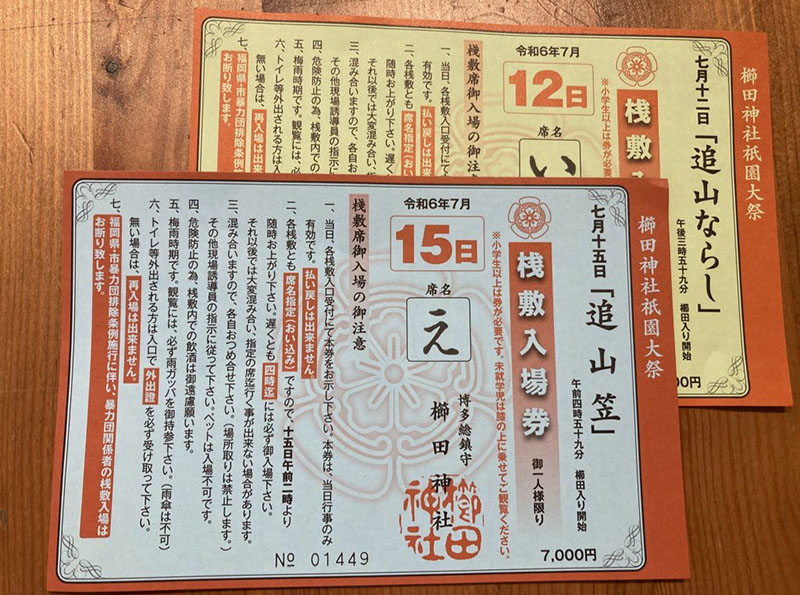 櫛田神社祇園大祭
七月十二日「追山ならし」
午後三時五十九分 櫛田入り開始
桟敷入
※小学生以上は券が必要
令和6年7月
12日
席名
い
00円
桟敷席御入場の御注
一、当日、各桟敷入口受付にて
有効です。払い戻しは出来
二、各桟敷とも席名指定(おい
随時お上がり下さい。遅く
それ以後では大変混み合い、指
三、混み合いますので、各自おつ
その他現場誘導員の指示に
四、危険防止の為、桟敷内での
五、梅雨時期です。観覧には、必
六、トイレ等外出される方は入
無い場合は、再入場は出来
七、福岡県・市暴力団排除条例
お断り致します。
櫛田神社祇園大祭
七月十五日「追山笠」
午前四時五十九分 櫛田入り開始
桟敷入場券 御一人様限り
※小学生以上は券が必要です。未就学児は膝の上に乗せてご観覧ください。
令和6年7月
15日
席名
え
博多総鎮守
櫛田神社
櫛田神社
7,000円
桟敷席御入場の御注意
一、当日、各桟敷入口受付にて本券をお示し下さい。本券は、当日行事のみ
有効です。払い戻しは出来ません。
二、各桟敷とも席名指定(おい込み)ですので、十五日午前二時より
随時お上がり下さい。遅くとも四時迄には必ず御入場下さい。
それ以後では大変混み合い、指定の席迄行く事が出来ない場合があります。
三、混み合いますので、各自おつめ合せ下さい。(場所取りは禁止します。)
その他現場誘導員の指示に従って下さい。ペットは入場不可です。
四、危険防止の為、桟敷内での飲酒は御遠慮願います。
五、梅雨時期です。観覧には、必ず雨ガッパを御持参下さい。(雨傘は不可)
六、トイレ等外出される方は入口で外出證を必ず受け取って下さい。
無い場合は、再入場は出来ません。
七、福岡県・市暴力団排除条例施行に伴い、暴力団関係者の桟敷入場は
お断り致します。
№ 01449